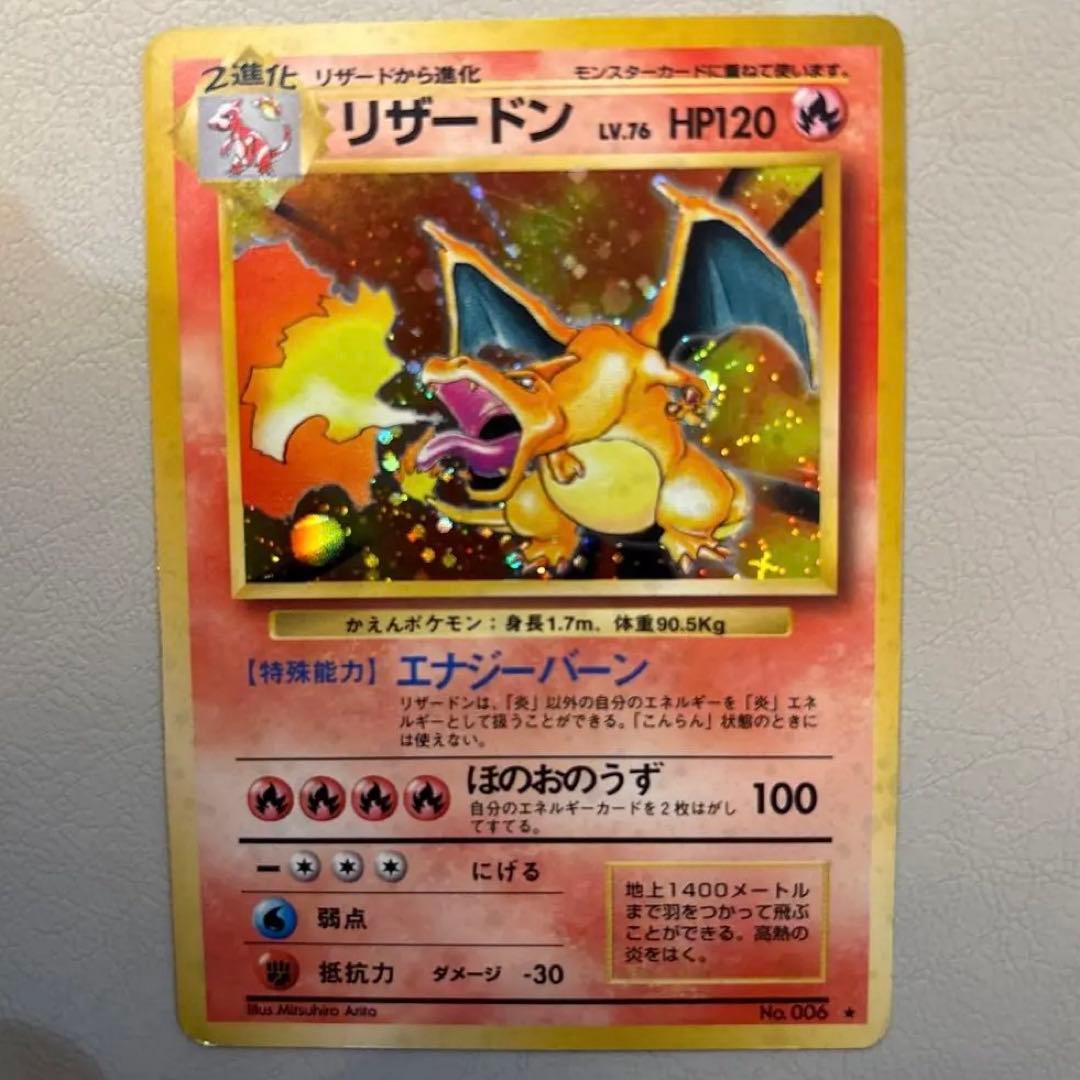 2進化 リザードから進化 モンスターカードに重ねて使います。
リザードン LV.76 HP120
かえんポケモン：身長1.7m、体重90.5Kg
【特殊能力】エナジーバーン
リザードンは、「炎」以外の自分のエネルギーを「炎」エネ
ルギーとして扱うことができる。「こんらん」状態のときに
は使えない。
ほのおのうず 100
自分のエネルギーカードを2枚はがし
てすてる。
にげる
弱点
抵抗力 ダメージ -30
地上1400メートル
まで羽をつかって飛ぶ
ことができる。高熱の
炎をはく。
Illus.Mitsuhiro Arita No. 006 ★